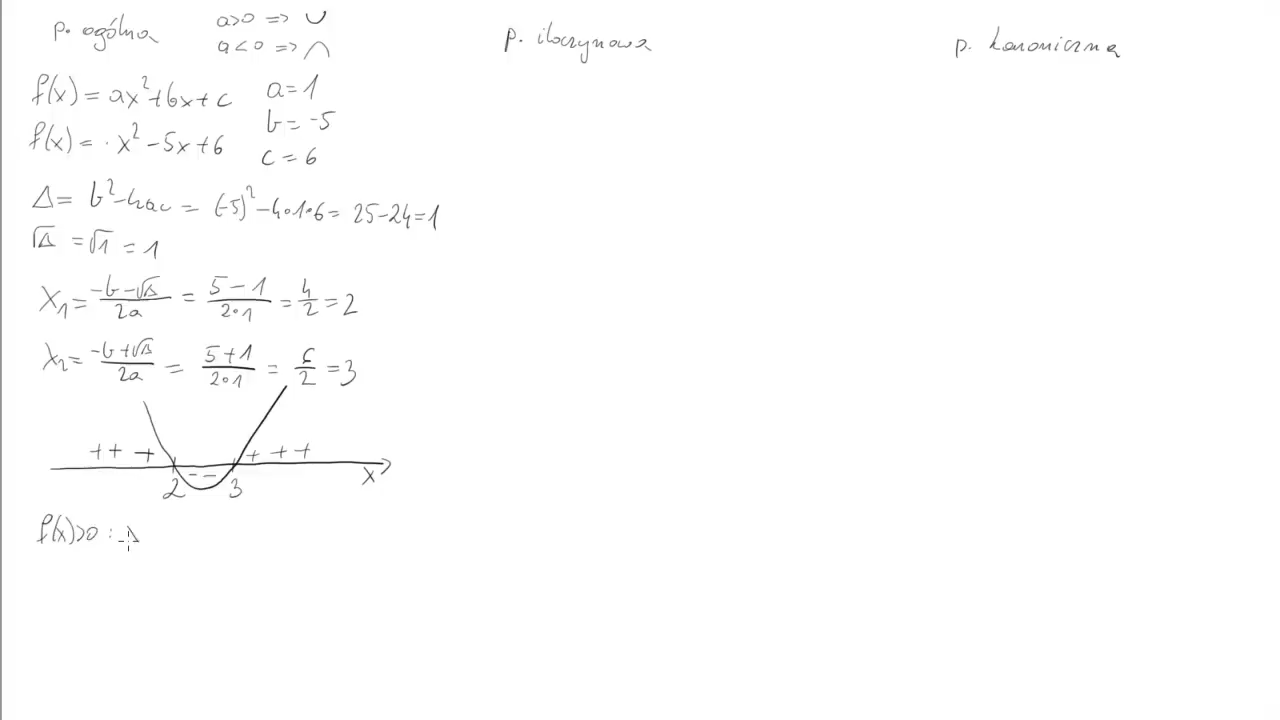 p. ogólna
a>0 => ∪
a<0 => ∩
f(x) = ax²+bx+c
a=1
b=-5
f(x) = x²-5x+6
c=6
Δ= b²-4ac = (-5)²-4·1·6= 25-24=1
√Δ =√1 =1
x₁= (-b-√Δ)/2a = (5-1)/2·1 = 4/2 =2
x₂= (-b+√Δ)/2a = (5+1)/2·1 = 6/2 =3
+ + + + + +
- -
2 3 x
f(x)>0 :
p. iloczynowa
p. kanoniczna